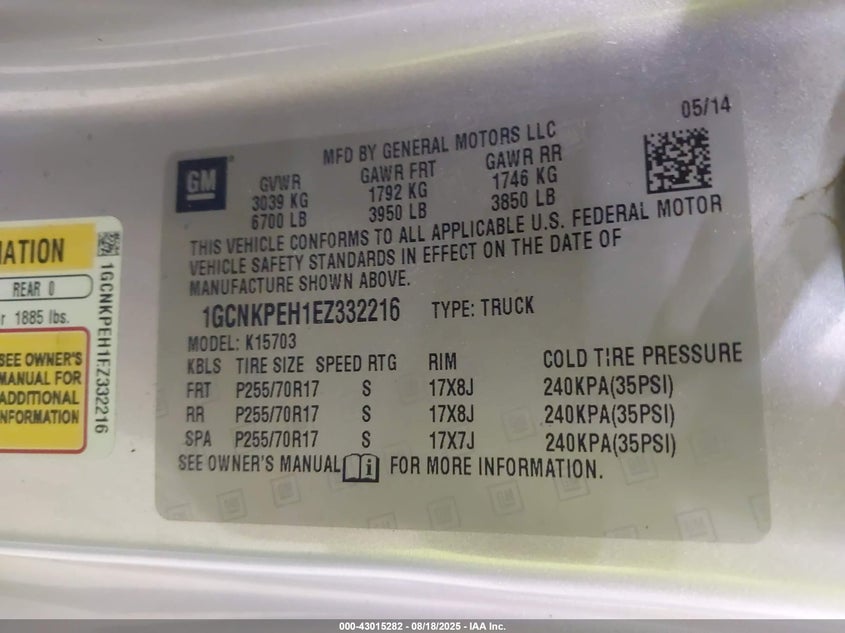 05/14
MFD BY GENERAL MOTORS LLC
GM
GVWR GAWR FRT GAWR RR
3039 KG 1792 KG 1746 KG
6700 LB 3950 LB 3850 LB
THIS VEHICLE CONFORMS TO ALL APPLICABLE U.S. FEDERAL MOTOR
VEHICLE SAFETY STANDARDS IN EFFECT ON THE DATE OF
MANUFACTURE SHOWN ABOVE.
1GCNKPEH1EZ332216 TYPE: TRUCK
MODEL: K15703
KBLS TIRE SIZE SPEED RTG RIM COLD TIRE PRESSURE
FRT P255/70R17 S 17X8J 240KPA(35PSI)
RR P255/70R17 S 17X8J 240KPA(35PSI)
SPA P255/70R17 S 17X7J 240KPA(35PSI)
SEE OWNER'S MANUAL FOR MORE INFORMATION.
MATION
REAR 0
r 1885 lbs.
SEE OWNER'S
MANUAL FOR
ADDITIONAL
INFORMATION
1GCNKPEH1EZ332216
000-43015282 - 08/18/2025 - IAA Inc.